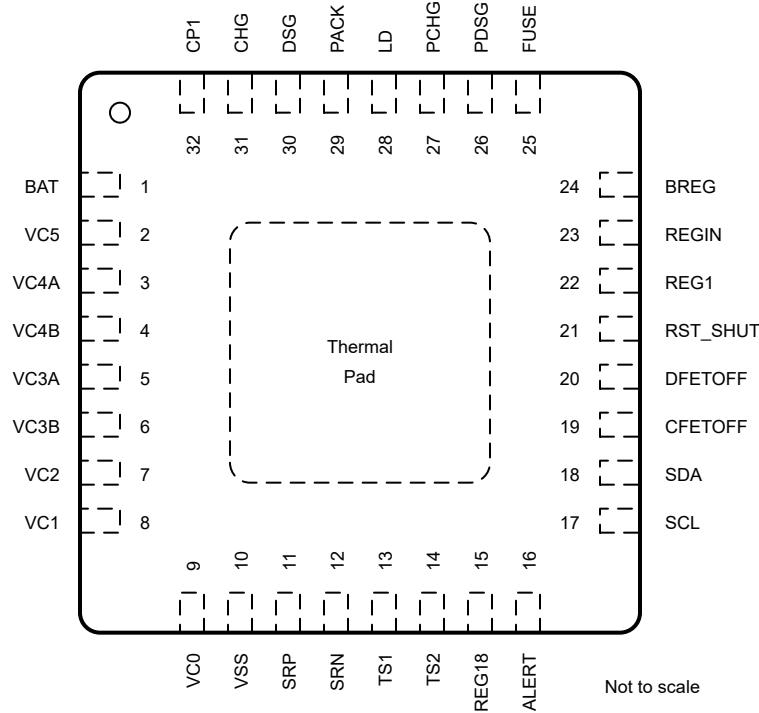 CP1
CHG
DSG
PACK
LD
PCHG
PDSG
FUSE
32
31
30
29
28
27
26
25
BAT 1
VC5 2
VC4A 3
VC4B 4
VC3A 5
VC3B 6
VC2 7
VC1 8
24 BREG
23 REGIN
22 REG1
21 RST_SHUT
20 DFETOFF
19 CFETOFF
18 SDA
17 SCL
Thermal
Pad
9
10
11
12
13
14
15
16
VC0
VSS
SRP
SRN
TS1
TS2
REG18
ALERT
Not to scale